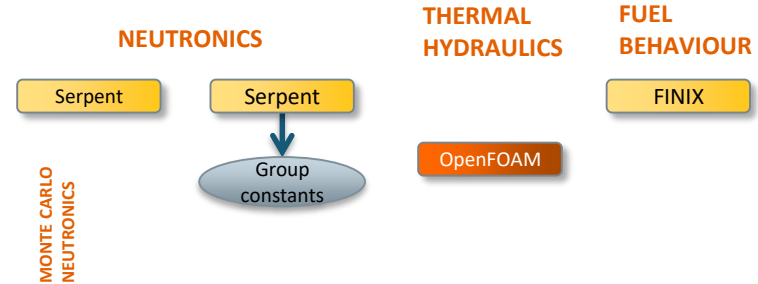 NEUTRONICS
THERMAL
HYDRAULICS
FUEL
BEHAVIOUR
Serpent
Serpent
FINIX
Group
constants
OpenFOAM
MONTE CARLO
NEUTRONICS